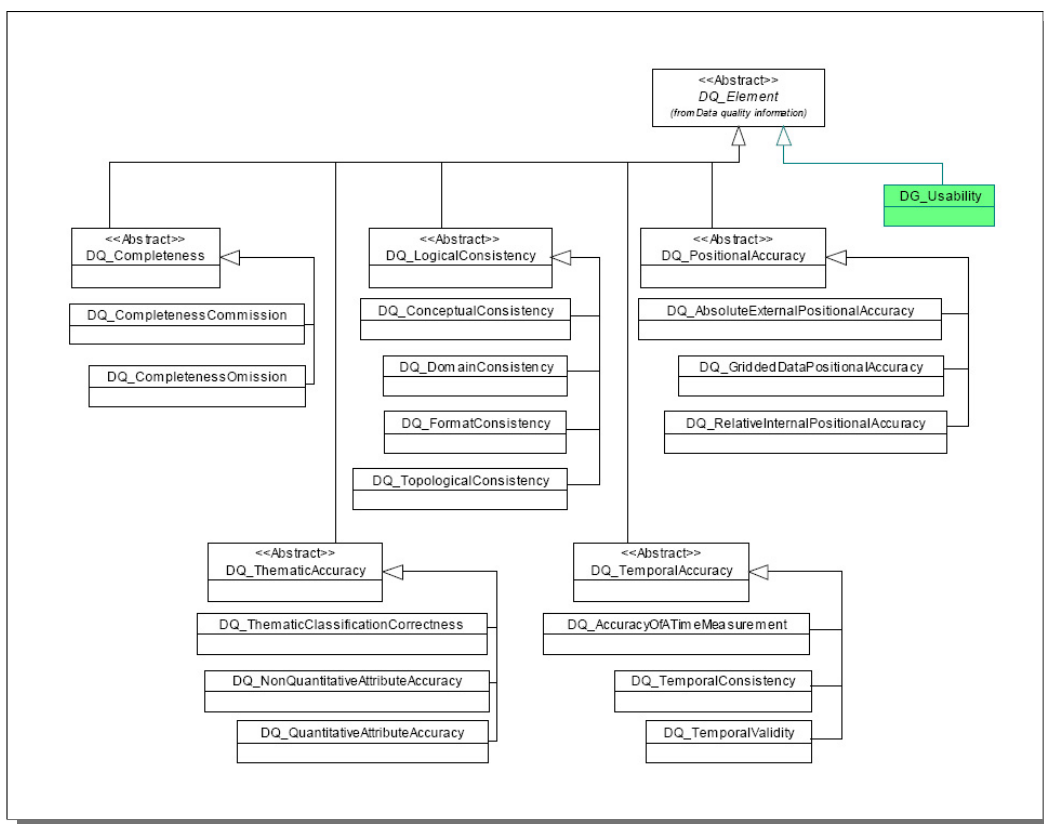 <<Abstract>>
DQ_Element
(from Data quality information)
DG_Usability
<<Abstract>>
DQ_Completeness
DQ_CompletenessCommission
DQ_CompletenessOmission
<<Abstract>>
DQ_LogicalConsistency
DQ_ConceptualConsistency
DQ_DomainConsistency
DQ_FormatConsistency
DQ_TopologicalConsistency
<<Abstract>>
DQ_PositionalAccuracy
DQ_AbsoluteExternalPositionalAccuracy
DQ_GriddedDataPositionalAccuracy
DQ_RelativeInternalPositionalAccuracy
<<Abstract>>
DQ_ThematicAccuracy
DQ_ThematicClassificationCorrectness
DQ_NonQuantitativeAttributeAccuracy
DQ_QuantitativeAttributeAccuracy
<<Abstract>>
DQ_TemporalAccuracy
DQ_AccuracyOfATimeMeasurement
DQ_TemporalConsistency
DQ_TemporalValidity